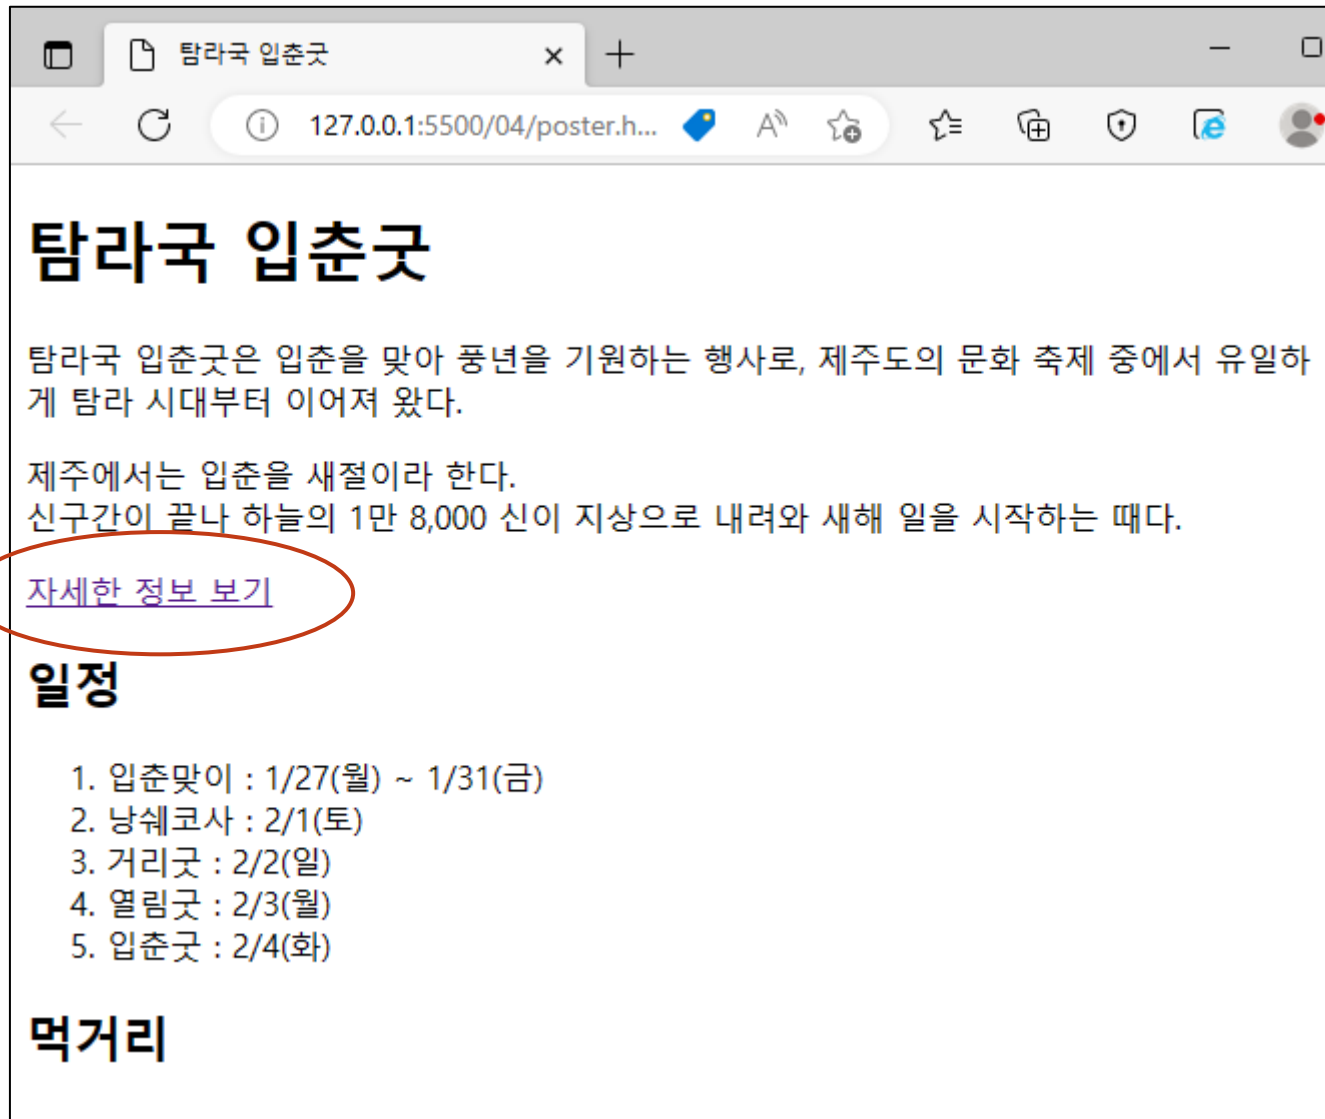 탐라국 입춘굿
127.0.0.1:5500/04/poster.h...
탐라국 입춘굿
탐라국 입춘굿은 입춘을 맞아 풍년을 기원하는 행사로, 제주도의 문화 축제 중에서 유일하
게 탐라 시대부터 이어져 왔다.
제주에서는 입춘을 새절이라 한다.
신구간이 끝나 하늘의 1만 8,000 신이 지상으로 내려와 새해 일을 시작하는 때다.
자세한 정보 보기
일정
1. 입춘맞이 : 1/27(월) ~ 1/31(금)
2. 낭쉐코사 : 2/1(토)
3. 거리굿 : 2/2(일)
4. 열림굿 : 2/3(월)
5. 입춘굿 : 2/4(화)
먹거리